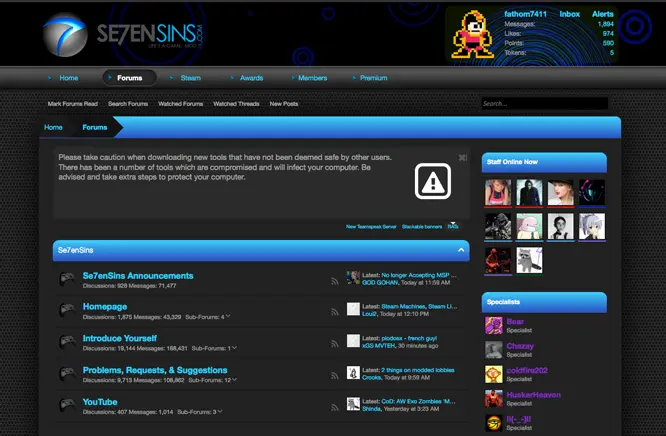 SE7ENSINS.COM
LIFE'S A GAME. MOD IT
fathom7411 Inbox Alerts
Messages: 1,894
Likes: 974
Points: 590
Tokens: 5
Home Forums Steam Awards Members Premium
Mark Forums Read Search Forums Watched Forums Watched Threads New Posts Search...
Home Forums
Please take caution when downloading new tools that have not been deemed safe by other users.
There has been a number of tools which are compromised and will infect your computer. Be
advised and take extra steps to protect your computer.
New Teamspeak Server Stackable banners RATs
Se7enSins
Se7enSins Announcements
Discussions: 928 Messages: 71,477
Latest: No longer Accepting MSP ...
GOD GOHAN, Today at 11:58 AM
Homepage
Discussions: 1,875 Messages: 43,329 Sub-Forums: 4
Latest: Steam Machines, Steam Li...
Loui2, Today at 12:10 PM
Introduce Yourself
Discussions: 19,144 Messages: 188,431 Sub-Forums: 1
Latest: piodosx - french guy!
xGS MVTEH, 30 minutes ago
Problems, Requests, & Suggestions
Discussions: 9,713 Messages: 108,862 Sub-Forums: 12
Latest: 2 things on modded lobbies
Crooks, Today at 9:59 AM
YouTube
Discussions: 407 Messages: 1,014 Sub-Forums: 3
Latest: CoD: AW Exo Zombies 'M...
Shinda, Yesterday at 3:23 AM
Staff Online Now
Specialists
Bear
Specialist
Chazay
Specialist
coldfire202
Specialist
HuskerHeaven
Specialist
Specialist